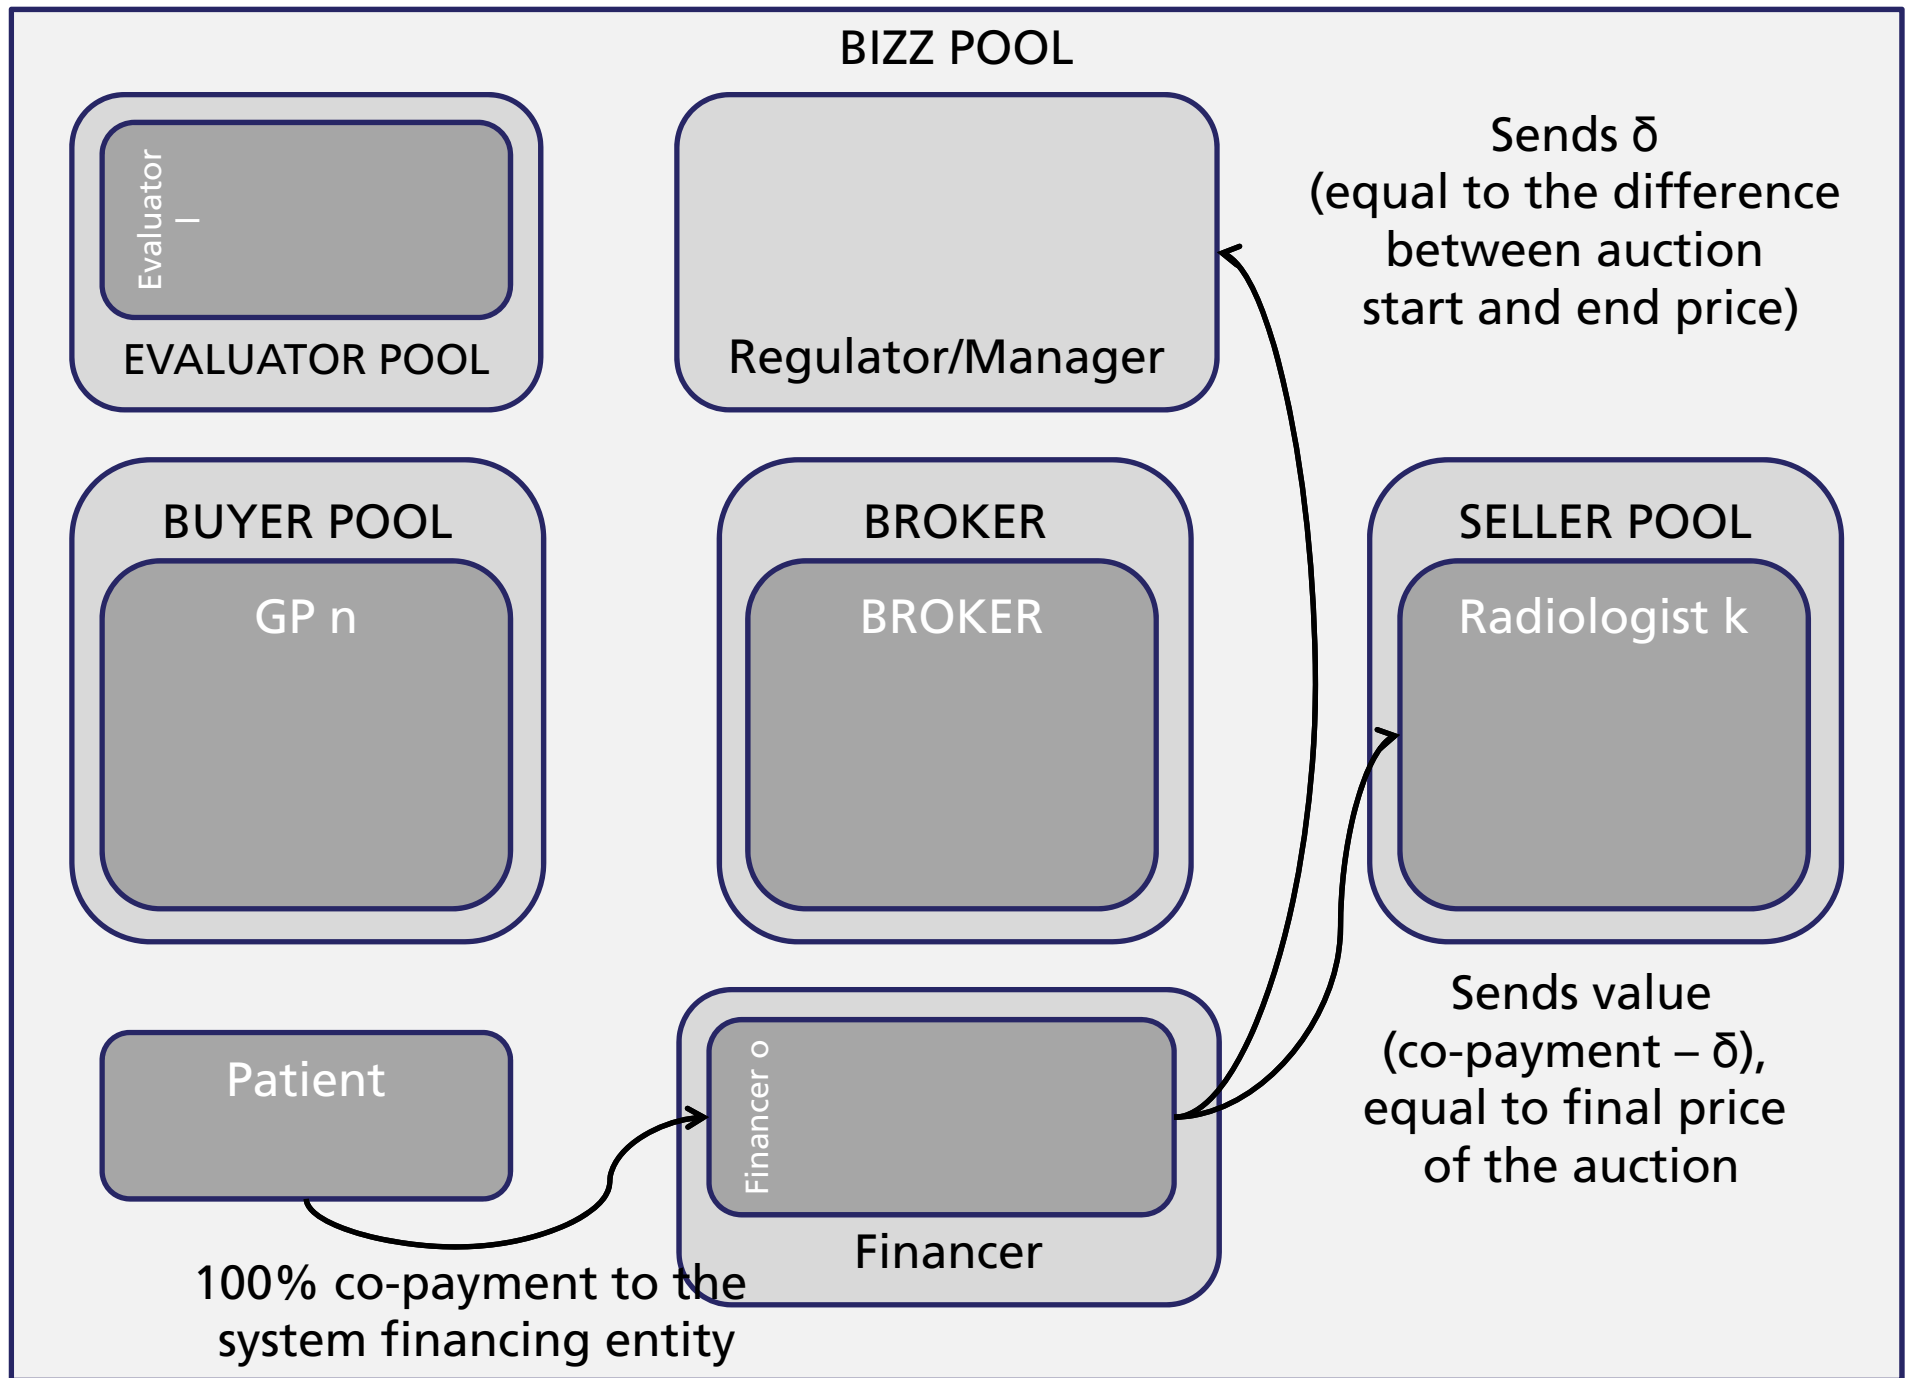 BIZZ POOL
Evaluator
l
EVALUATOR POOL
Regulator/Manager
Sends δ
(equal to the difference
between auction
start and end price)
BUYER POOL
GP n
BROKER
BROKER
SELLER POOL
Radiologist k
Patient
100% co-payment to the
system financing entity
Financer o
Financer
Sends value
(co-payment – δ),
equal to final price
of the auction